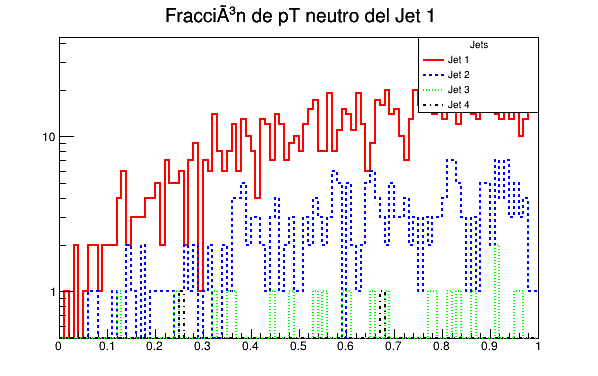 FracciÃ³n de pT neutro del Jet 1
Jets
Jet 1
Jet 2
Jet 3
Jet 4
10
1
0 0.1 0.2 0.3 0.4 0.5 0.6 0.7 0.8 0.9 1